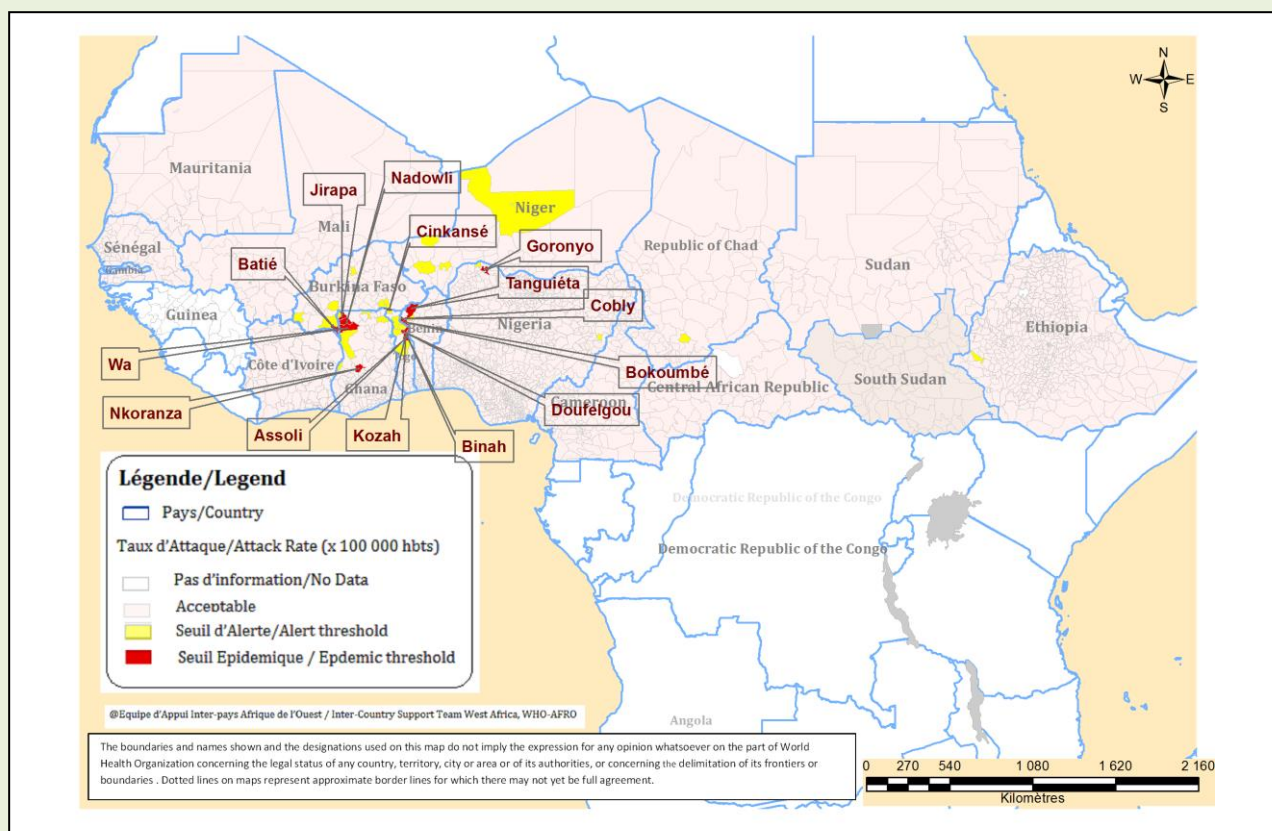 N
W E
S
Mauritania
Nadowli
Jirapa
Niger
Mali
Cinkansé
Goronyo
Republic of Chad
Sénégal
Gambia
Batié
Sudan
Burkina Faso
Tanguiéta
Guinea
Cobly
Nigeria
Benin
Ethiopia
Wa
Côte d'Ivoire
Togo
Bokoumbé
South Sudan
Central African Republic
Nkoranza
Ghana
Cameroon
Doufelgou
Assoli
Kozah
Binah
Légende/Legend
Pays/Country
Taux d'Attaque/Attack Rate (x 100 000 hbts)
Pas d'information/No Data
Acceptable
Seuil d'Alerte/Alert threshold
Seuil Epidemique / Epdemic threshold
Democratic Republic of the Congo
Democratic Republic of the Congo
Angola
@Equipe d'Appui Inter-pays Afrique de l'Ouest / Inter-Country Support Team West Africa, WHO-AFRO
The boundaries and names shown and the designations used on this map do not imply the expression for any opinion whatsoever on the part of World
Health Organization concerning the legal status of any country, territory, city or area or of its authorities, or concerning the delimitation of its frontiers or
boundaries . Dotted lines on maps represent approximate border lines for which there may not yet be full agreement.
0 270 540 1 080 1 620 2 160
Kilomètres